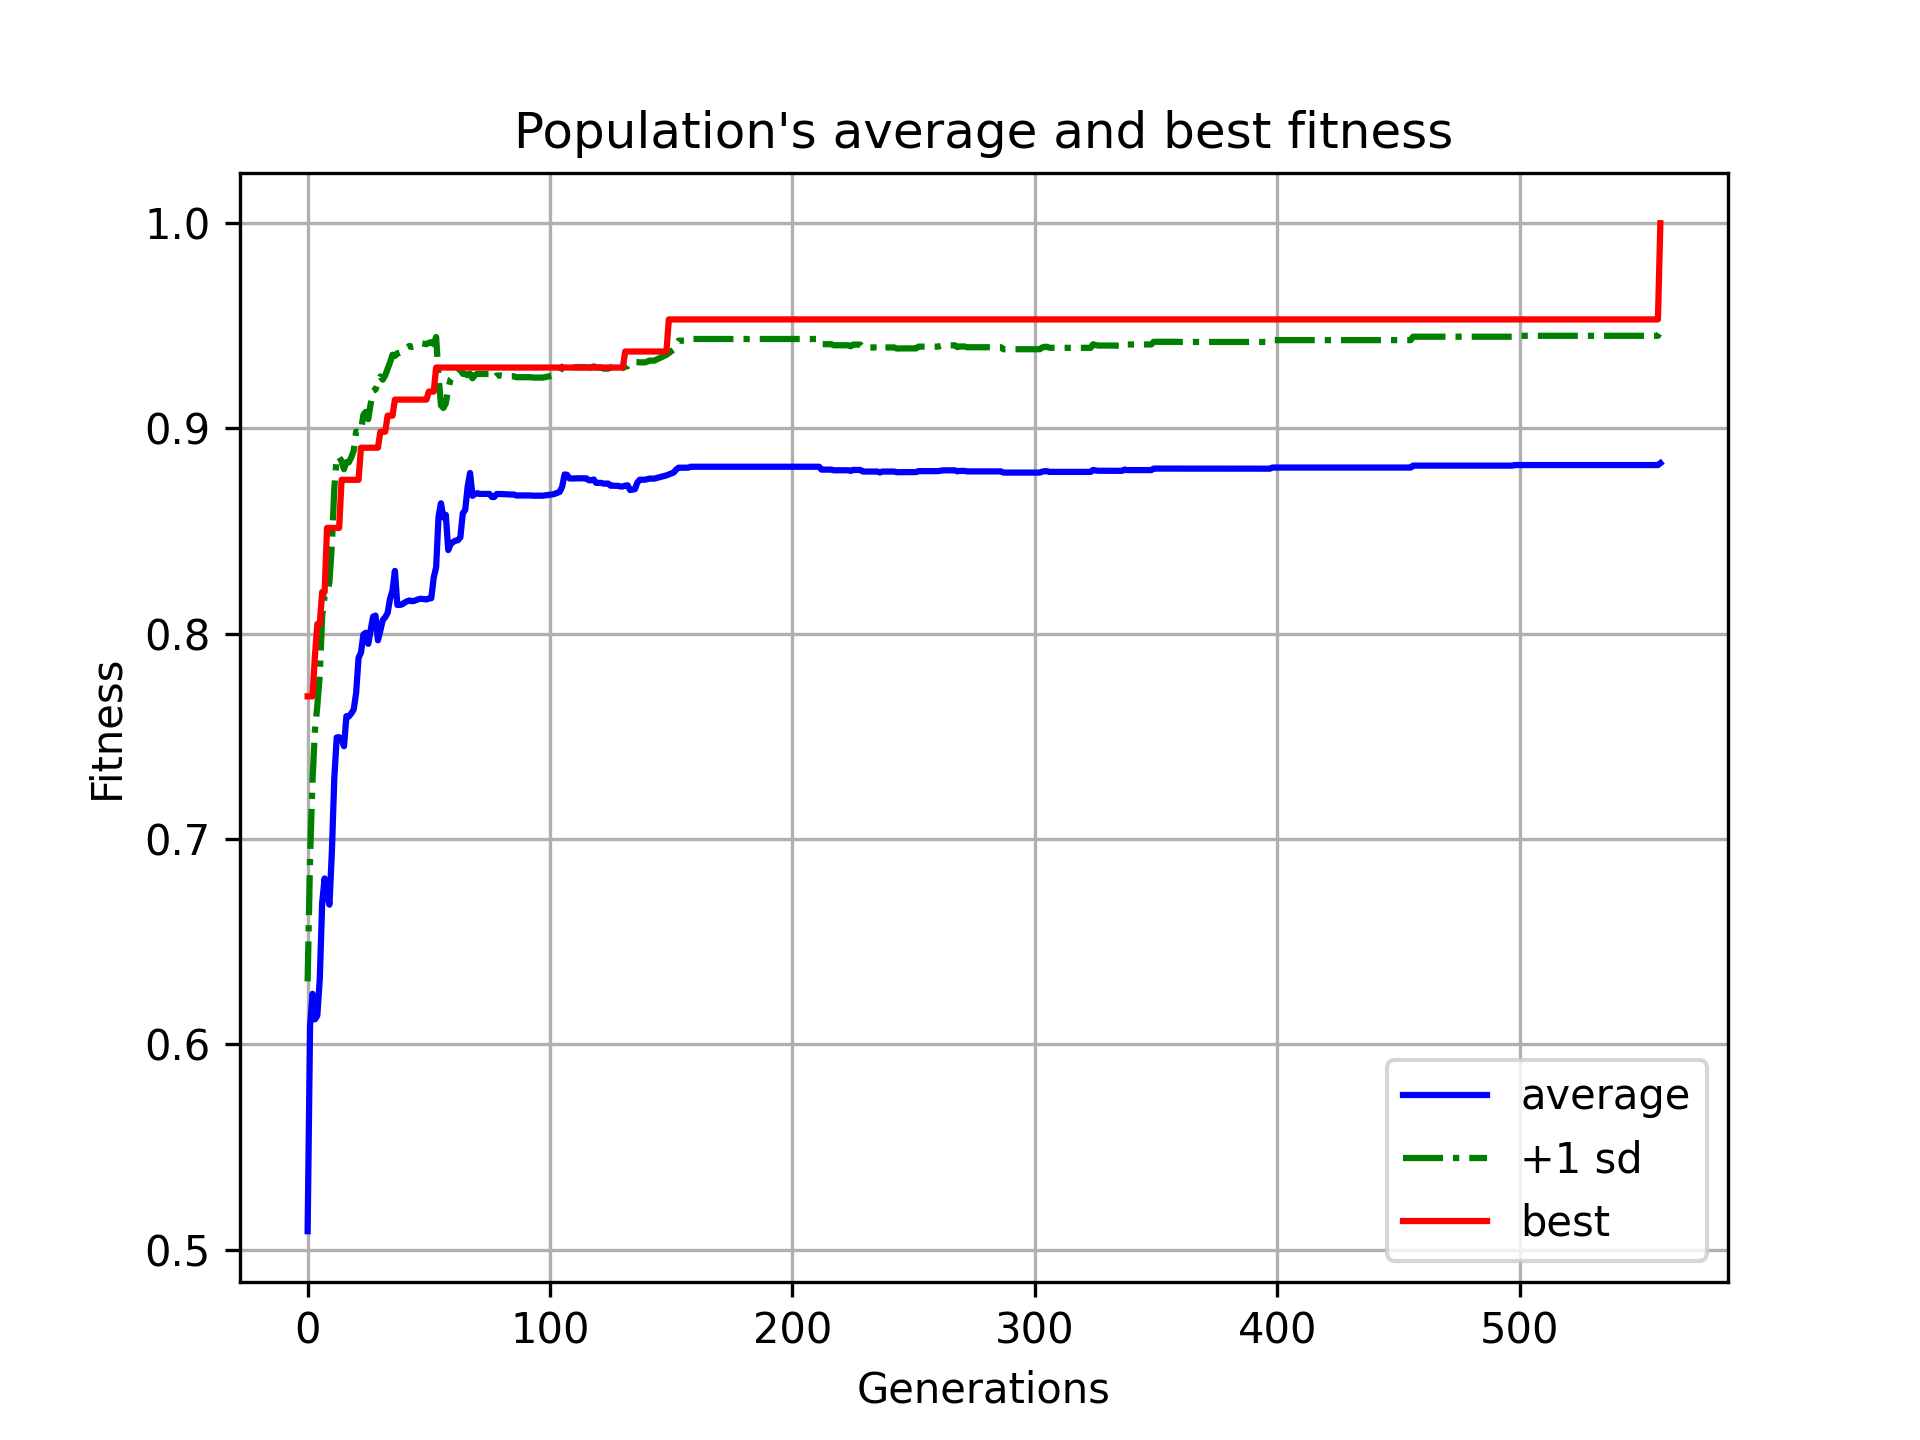 Population's average and best fitness
1.0
0.9
0.8
0.7
0.6
0.5
Fitness
0 100 200 300 400 500
Generations
average
+1 sd
best